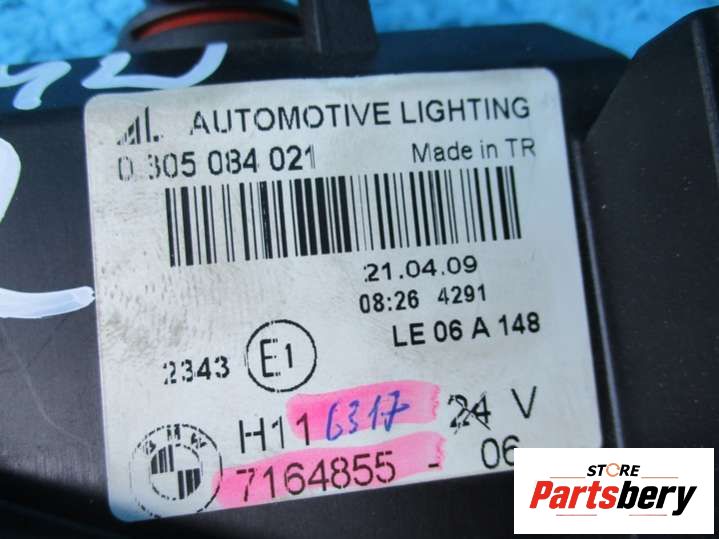 AL AUTOMOTIVE LIGHTING
0 305 084 021 Made in TR
21.04.09
08:26 4291
LE 06 A 148
2343 E1
H11 6317 24 V
7164855 - 06
STORE
Partsbery